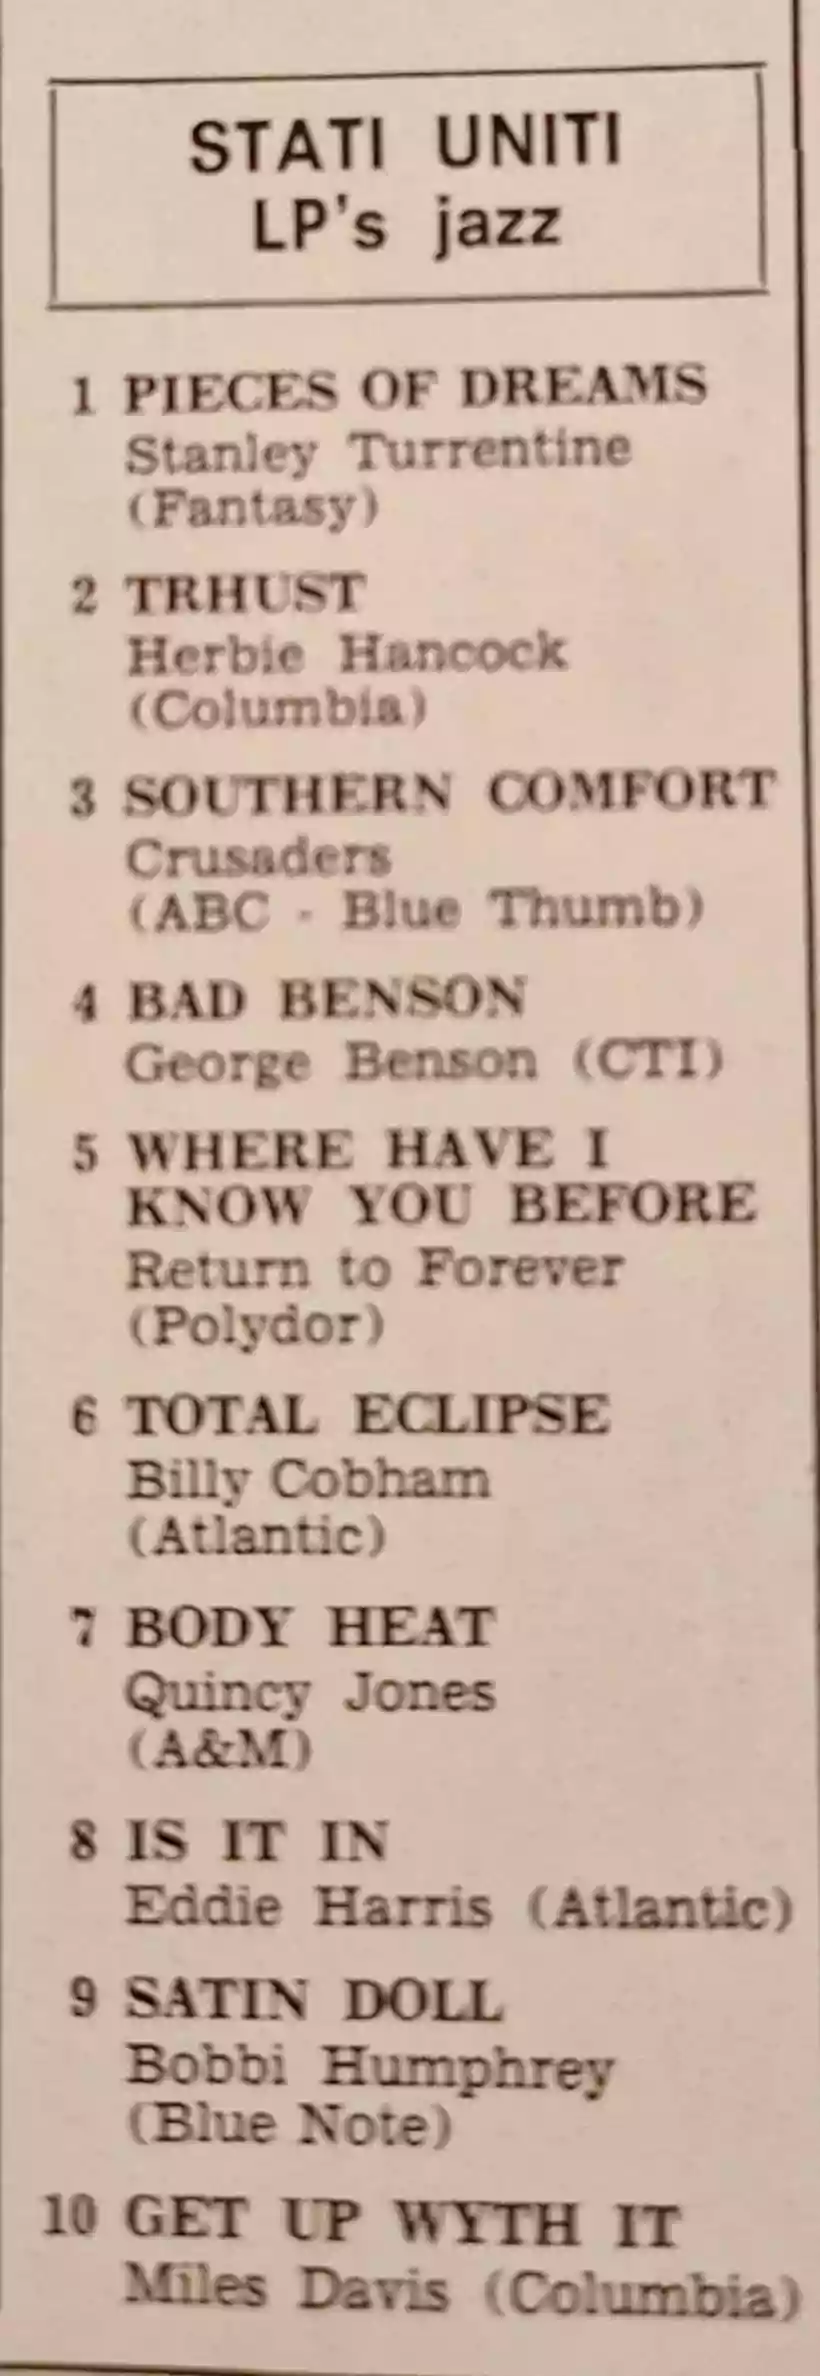 STATI UNITI
LP's jazz
1 PIECES OF DREAMS
Stanley Turrentine
(Fantasy)
2 TRHUST
Herbie Hancock
(Columbia)
3 SOUTHERN COMFORT
Crusaders
(ABC - Blue Thumb)
4 BAD BENSON
George Benson (CTI)
5 WHERE HAVE I
KNOW YOU BEFORE
Return to Forever
(Polydor)
6 TOTAL ECLIPSE
Billy Cobham
(Atlantic)
7 BODY HEAT
Quincy Jones
(A&M)
8 IS IT IN
Eddie Harris (Atlantic)
9 SATIN DOLL
Bobbi Humphrey
(Blue Note)
10 GET UP WYTH IT
Miles Davis (Columbia)